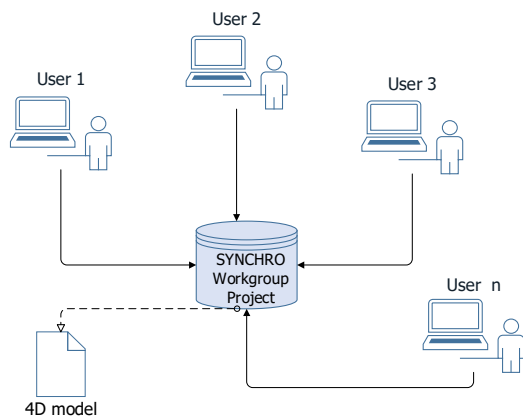 User 2
User 1
User 3
SYNCHRO
Workgroup
Project
User n
4D model